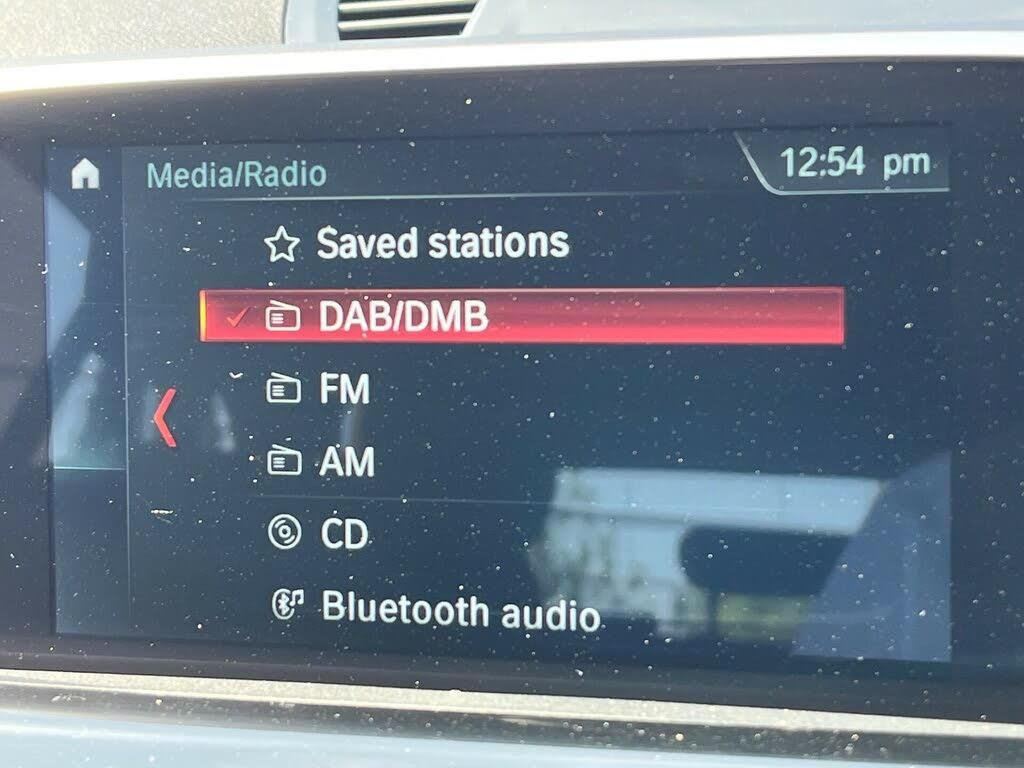 Media/Radio
12:54 pm
Saved stations
DAB/DMB
FM
AM
CD
Bluetooth audio